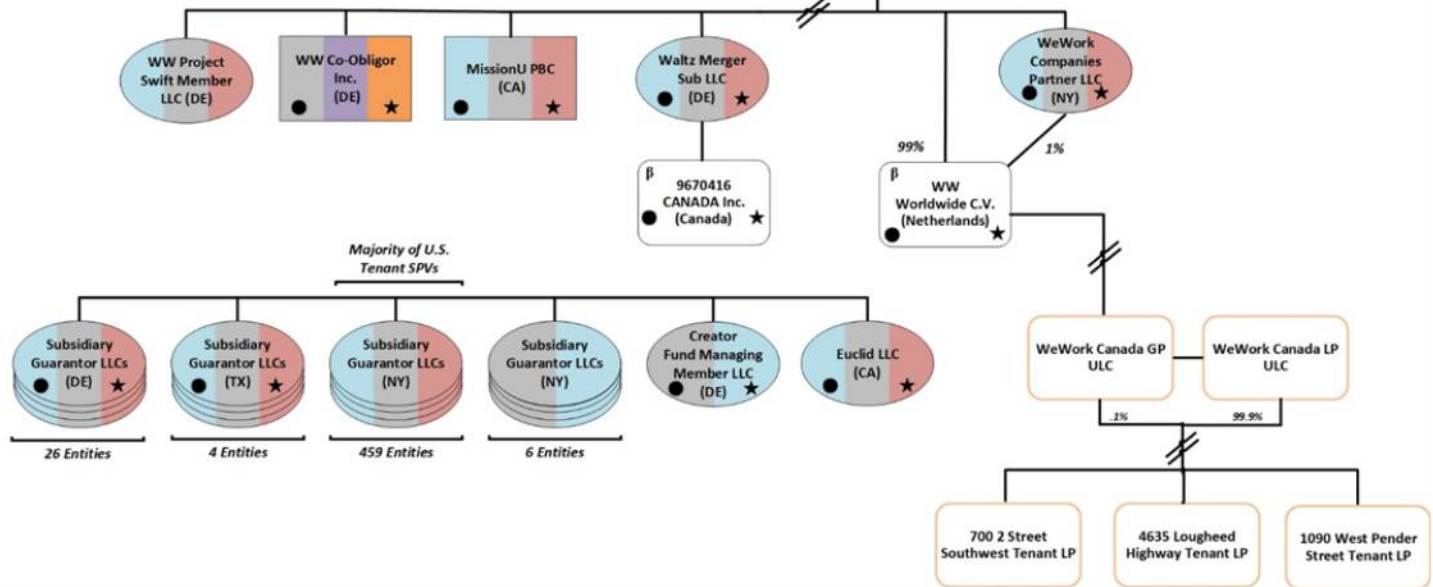 WW Project
Swift Member
LLC (DE)
WW Co-Obligor
Inc.
(DE)
MissionU PBC
(CA)
Waltz Merger
Sub LLC
(DE)
WeWork
Companies
Partner LLC
(NY)
99%
1%
β
9670416
CANADA Inc.
(Canada)
β
WW
Worldwide C.V.
(Netherlands)
Majority of U.S.
Tenant SPVs
Subsidiary
Guarantor LLCs
(DE)
Subsidiary
Guarantor LLCs
(TX)
Subsidiary
Guarantor LLCs
(NY)
Subsidiary
Guarantor LLCs
(NY)
Creator
Fund Managing
Member LLC
(DE)
Euclid LLC
(CA)
26 Entities
4 Entities
459 Entities
6 Entities
WeWork Canada GP
ULC
WeWork Canada LP
ULC
.1%
99.9%
700 2 Street
Southwest Tenant LP
4635 Lougheed
Highway Tenant LP
1090 West Pender
Street Tenant LP